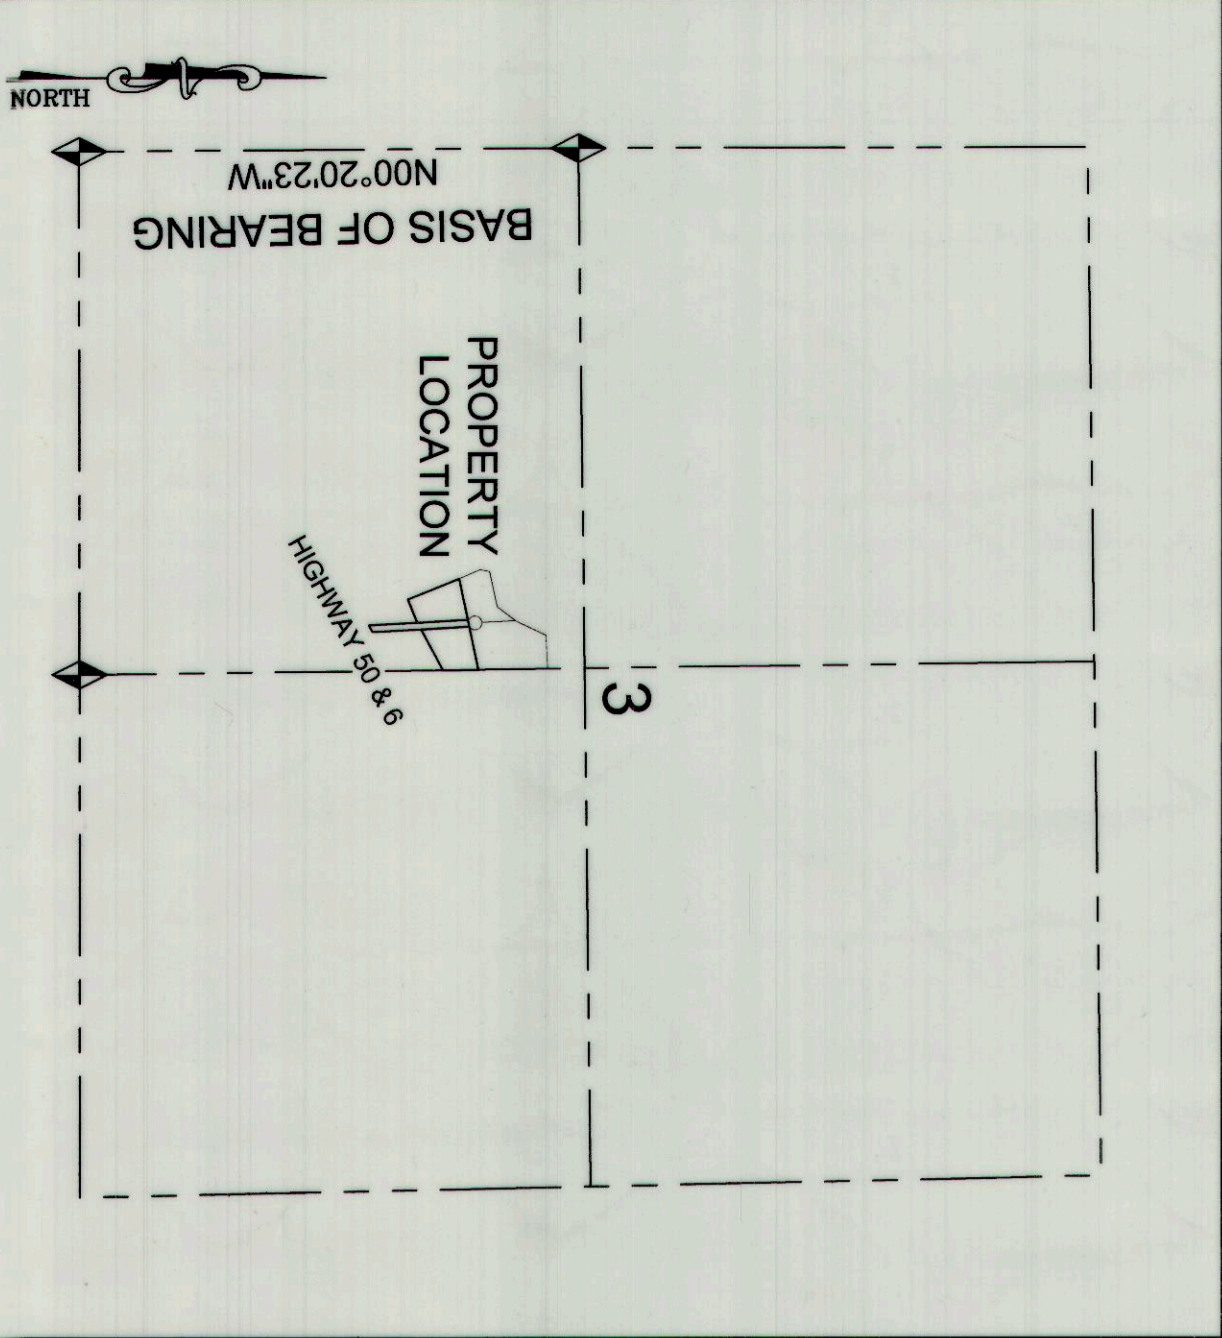 NORTH
N00°20'23"W
BASIS OF BEARING
PROPERTY
LOCATION
HIGHWAY 50 & 6
3